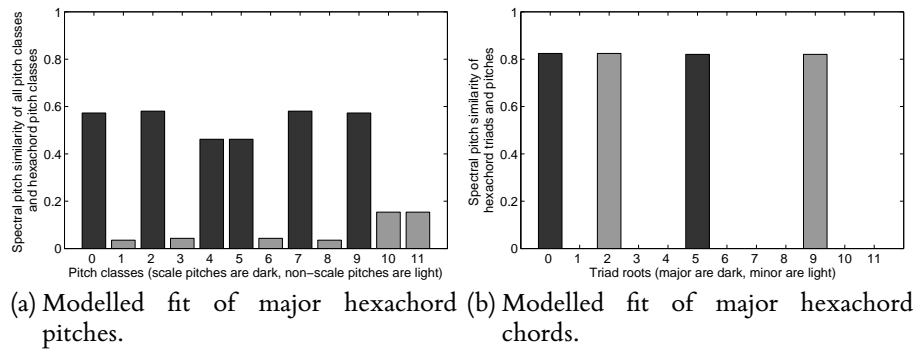 1
0.8
0.6
0.4
0.2
0
Spectral pitch similarity of all pitch classes
and hexachord pitch classes
0 1 2 3 4 5 6 7 8 9 10 11
Pitch classes (scale pitches are dark, non−scale pitches are light)
(a) Modelled fit of major hexachord
pitches.
1
0.8
0.6
0.4
0.2
0
Spectral pitch similarity of
hexachord triads and pitches
0 1 2 3 4 5 6 7 8 9 10 11
Triad roots (major are dark, minor are light)
(b) Modelled fit of major hexachord
chords.